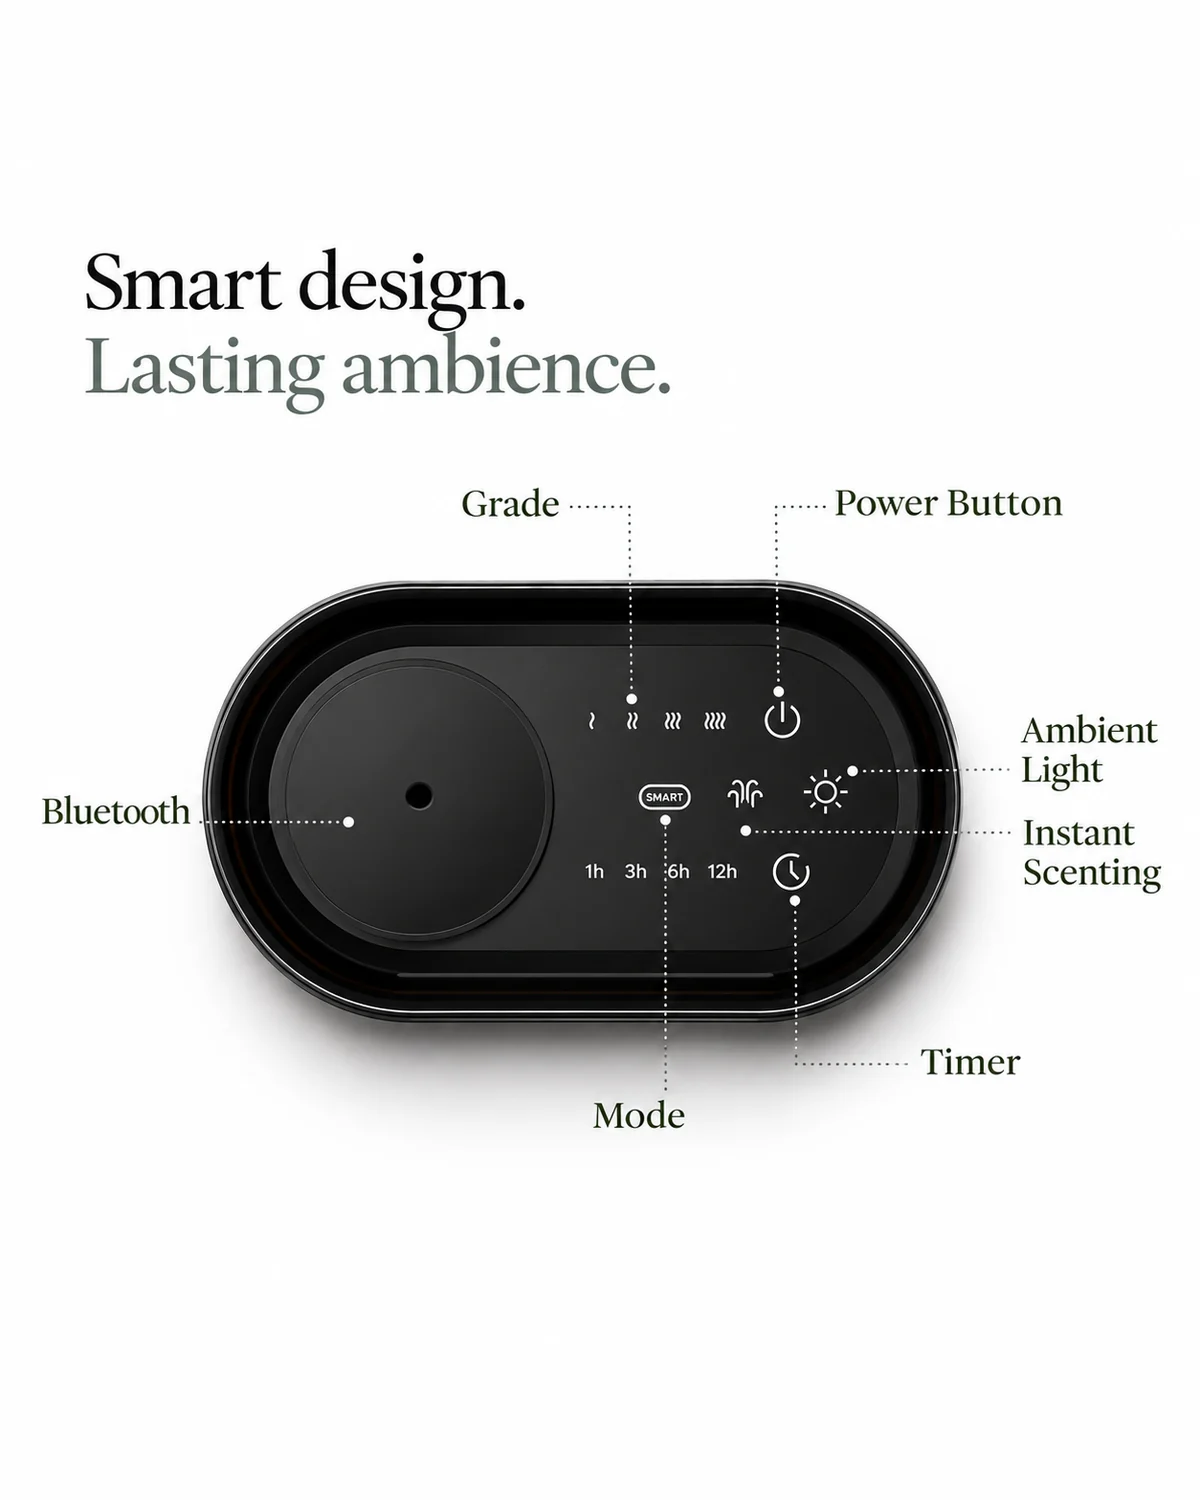 Smart design.
Lasting ambience.
Grade
Power Button
Ambient
Light
SMART
Bluetooth
Instant
Scenting
1h 3h 6h 12h
Timer
Mode